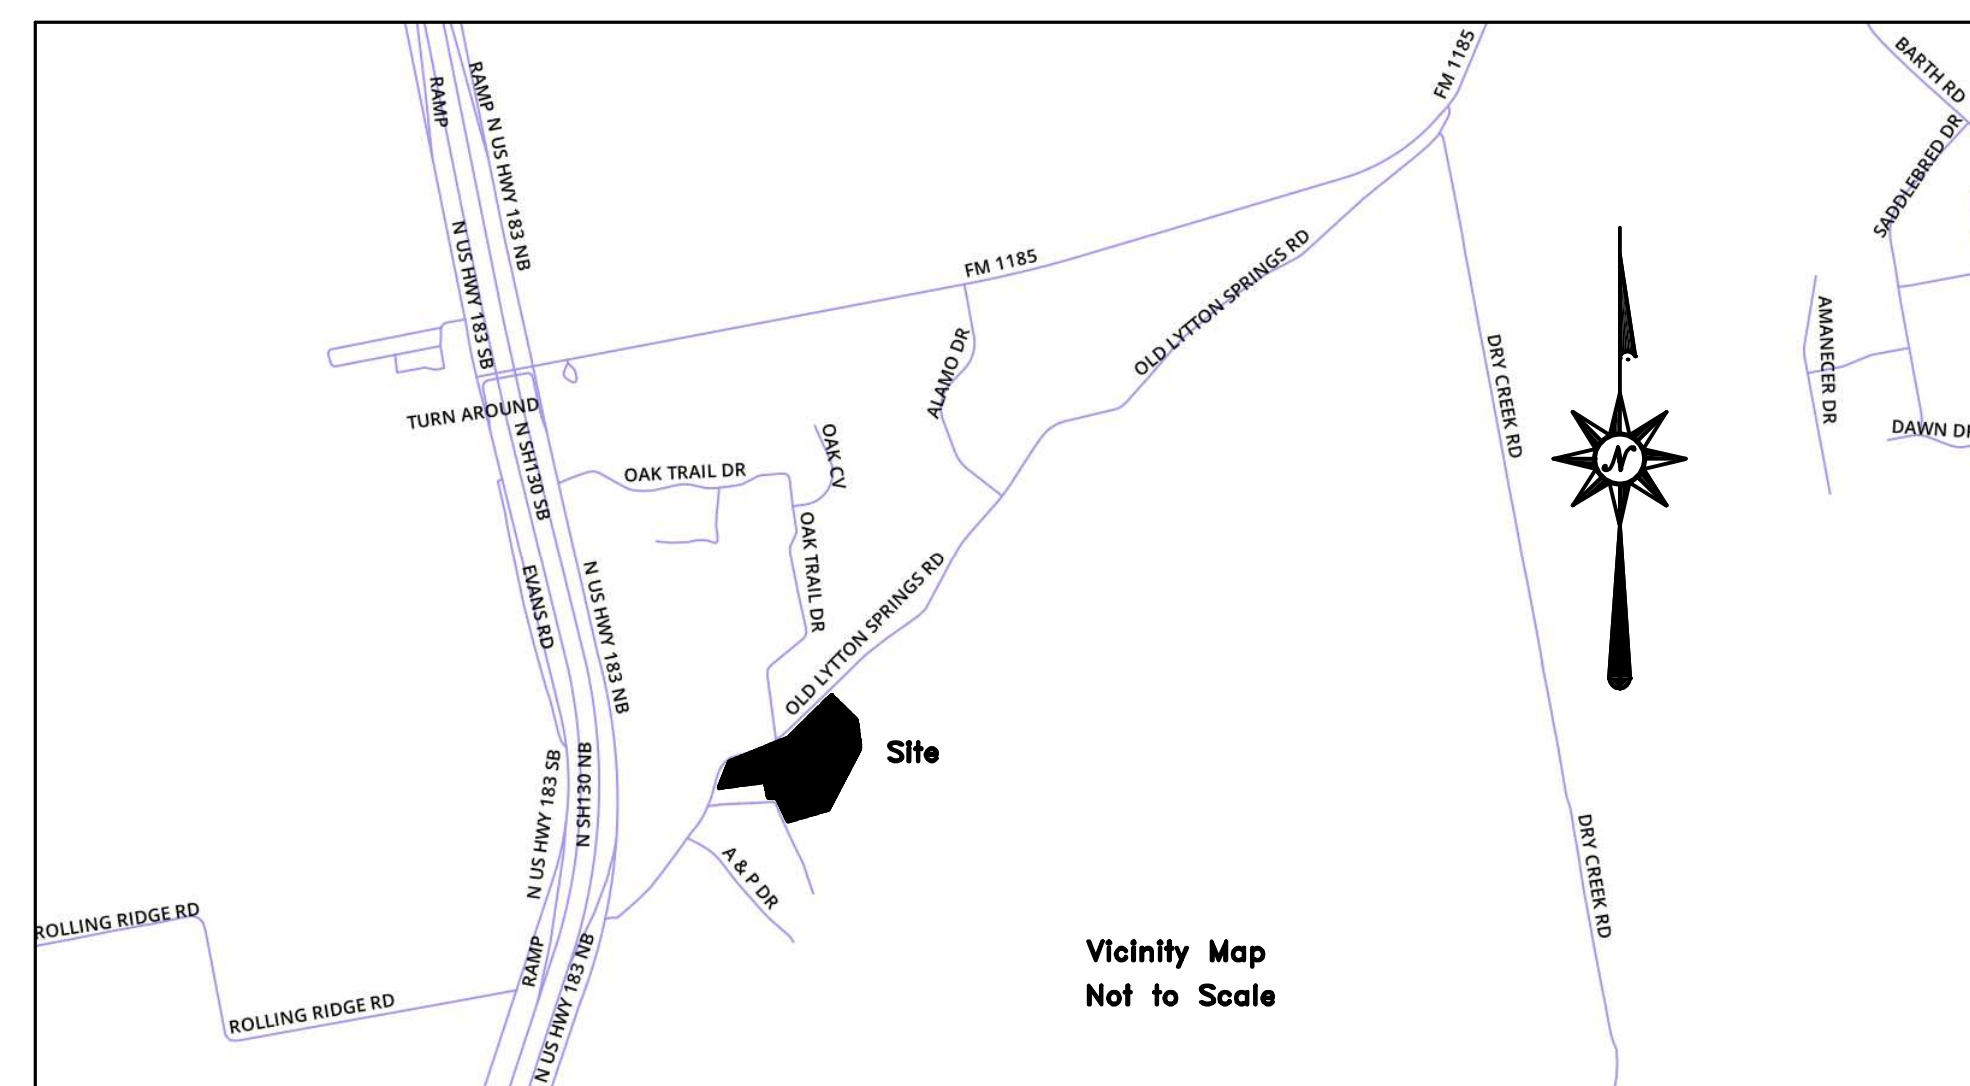 FM 1185
BARTH RD
RAMP
RAMP
N US HWY 183 NB
SADDLEBRED DR
N US HWY 183 SB
FM 1185
OLD LYTTON SPRINGS RD
ALAMO DR
AMANECER DR
DRY CREEK RD
TURN AROUND
N SH130 SB
OAK CV
DAWN DR
N
OAK TRAIL DR
OAK TRAIL DR
EVANS RD
N US HWY 183 NB
OLD LYTTON SPRINGS RD
Site
N US HWY 183 SB
N SH130 NB
A & P DR
DRY CREEK RD
ROLLING RIDGE RD
RAMP
N US HWY 183 NB
Vicinity Map
Not to Scale
ROLLING RIDGE RD